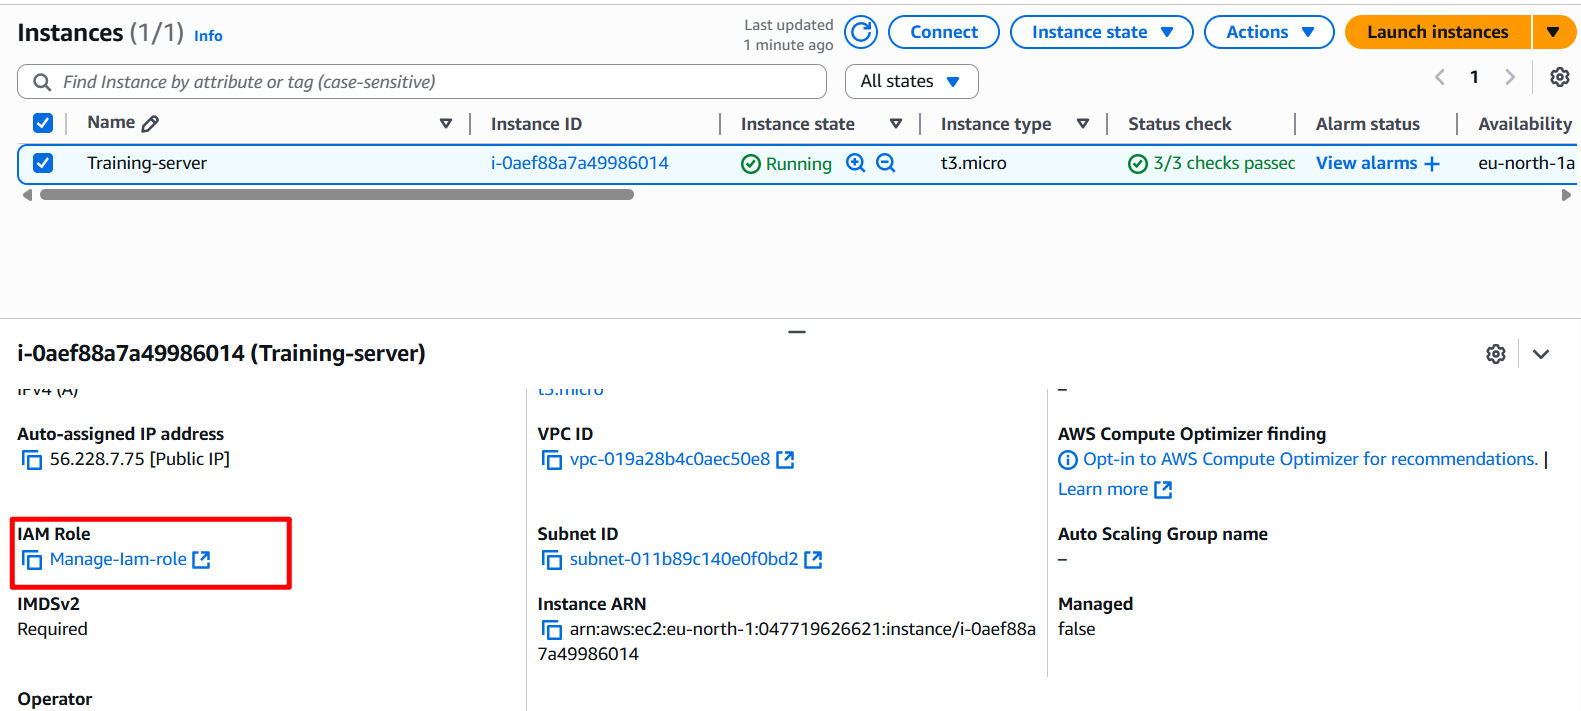 Instances (1/1) Info
Last updated
1 minute ago
Connect
Instance state
Actions
Launch instances
Find Instance by attribute or tag (case-sensitive)
All states
1
Name Instance ID Instance state Instance type Status check Alarm status Availability
Training-server i-0aef88a7a49986014 Running t3.micro 3/3 checks passec View alarms + eu-north-1a
i-0aef88a7a49986014 (Training-server)
IPv4 (A) t3.micro –
Auto-assigned IP address
56.228.7.75 [Public IP]
VPC ID
vpc-019a28b4c0aec50e8
AWS Compute Optimizer finding
Opt-in to AWS Compute Optimizer for recommendations. |
Learn more
IAM Role
Manage-Iam-role
Subnet ID
subnet-011b89c140e0f0bd2
Auto Scaling Group name
–
IMDSv2
Required
Instance ARN
arn:aws:ec2:eu-north-1:047719626621:instance/i-0aef88a
7a49986014
Managed
false
Operator